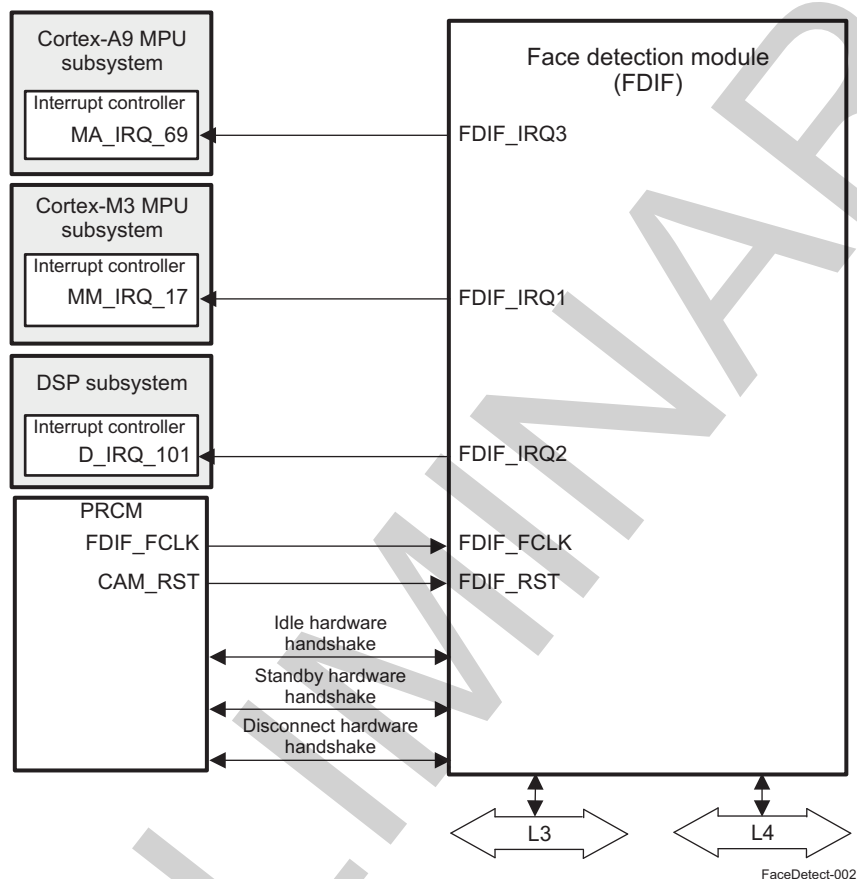 Cortex-A9 MPU
subsystem
Interrupt controller
MA_IRQ_69
Cortex-M3 MPU
subsystem
Interrupt controller
MM_IRQ_17
DSP subsystem
Interrupt controller
D_IRQ_101
PRCM
FDIF_FCLK
CAM_RST
Idle hardware
handshake
Standby hardware
handshake
Disconnect hardware
handshake
Face detection module
(FDIF)
FDIF_IRQ3
FDIF_IRQ1
FDIF_IRQ2
FDIF_FCLK
FDIF_RST
L3
L4
FaceDetect-002